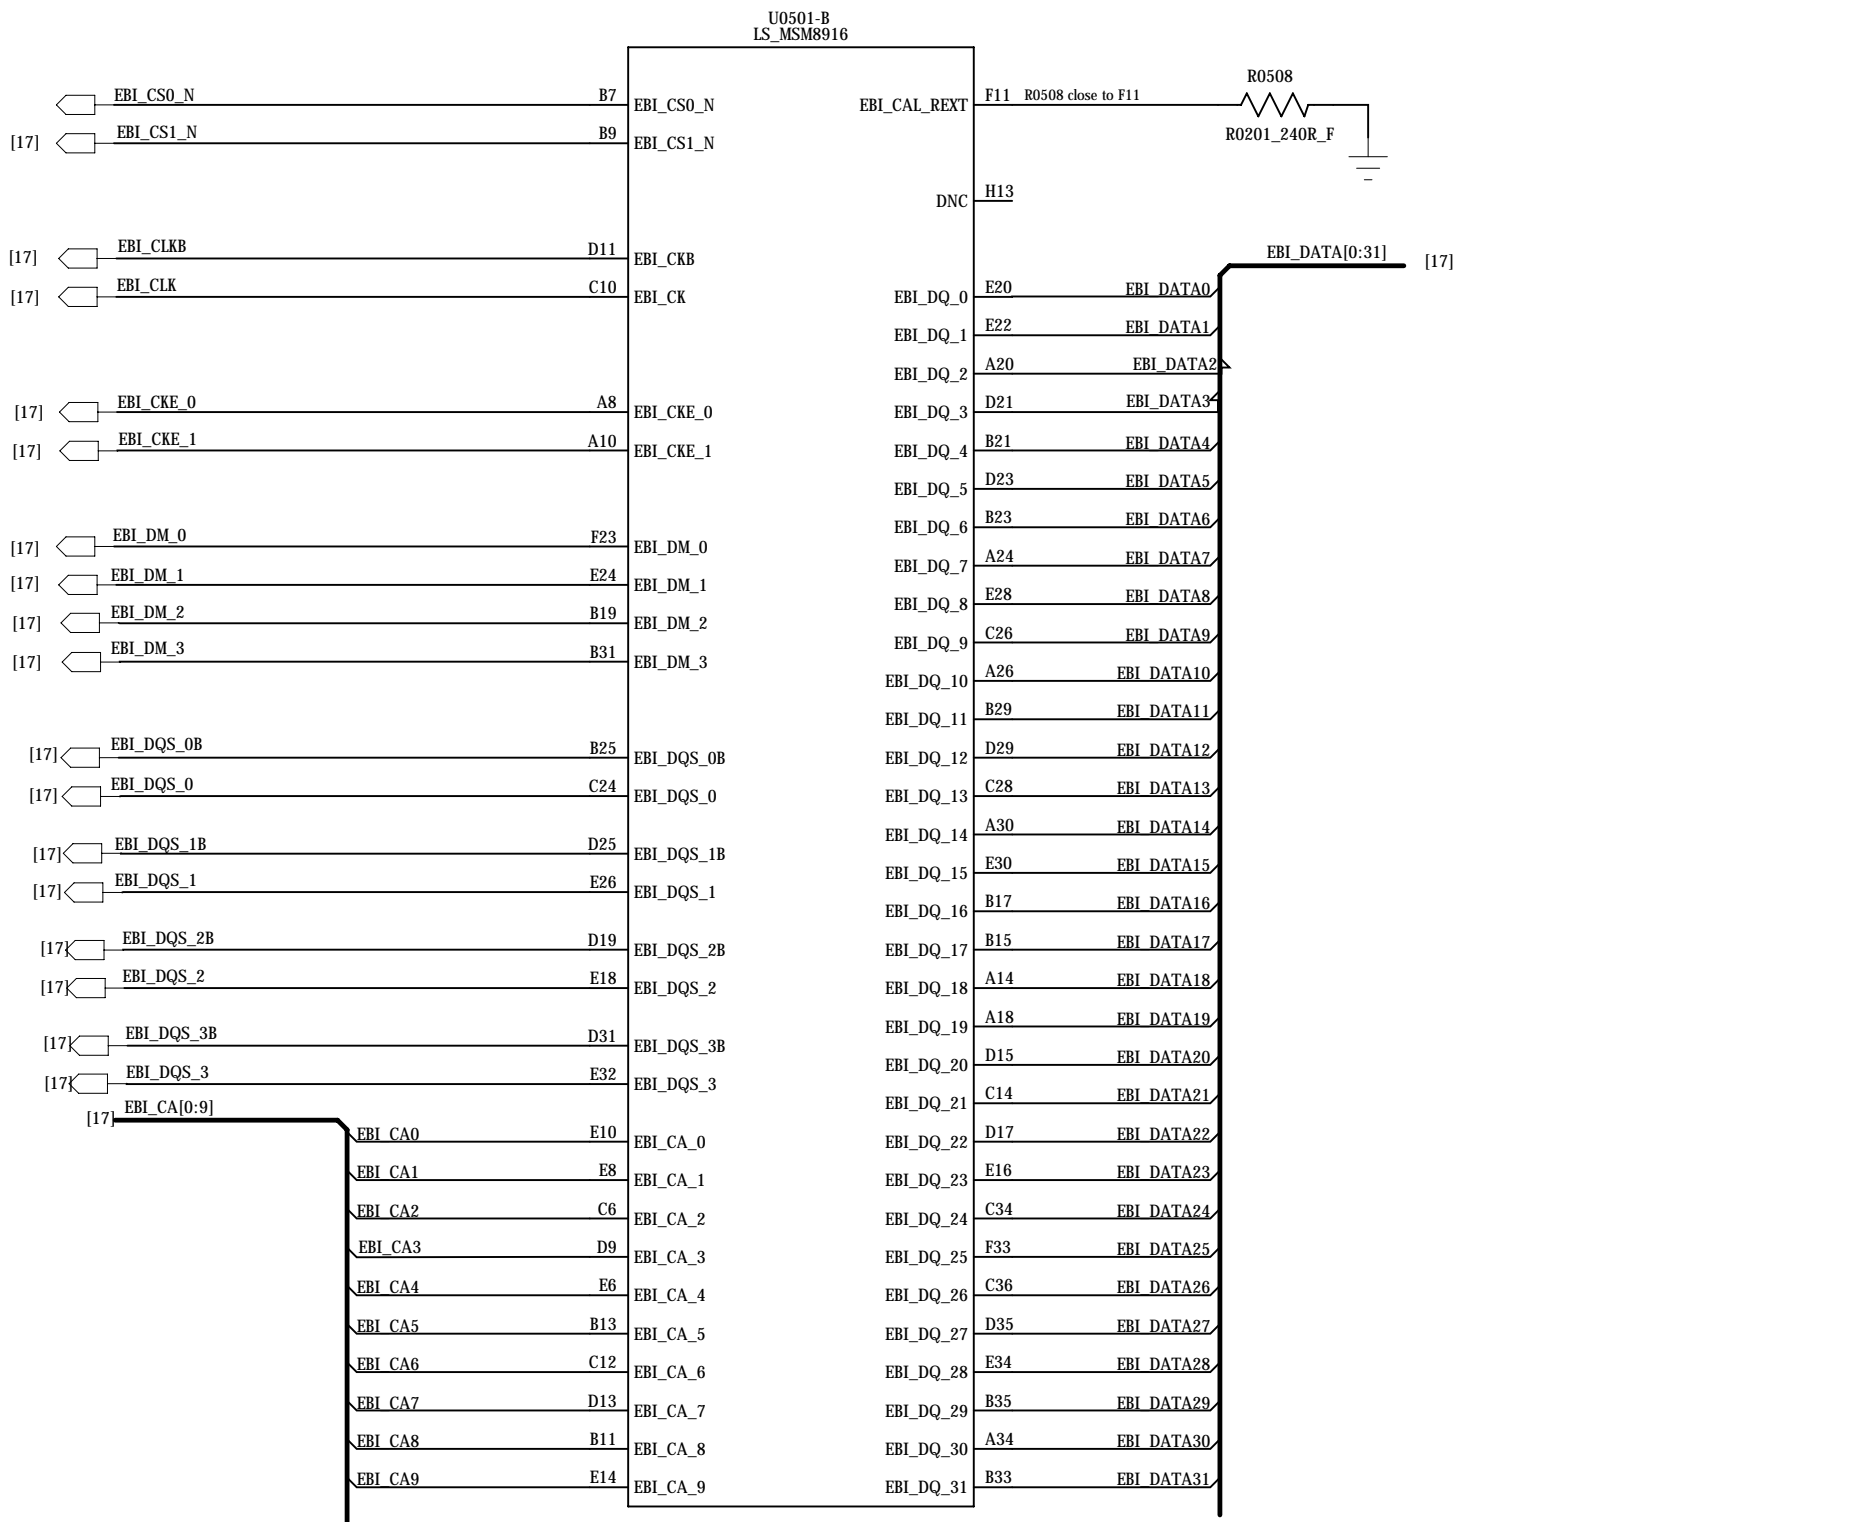 U0501-B
LS_MSM8916
EBI_CS0_N B7 EBI_CS0_N
EBI_CAL_REXT F11 R0508 close to F11
R0508
R0201_240R_F
[17] EBI_CS1_N B9 EBI_CS1_N
DNC H13
[17] EBI_CLKB D11 EBI_CKB
EBI_DATA[0:31] [17]
[17] EBI_CLK C10 EBI_CK
EBI_DQ_0 E20 EBI_DATA0
EBI_DQ_1 E22 EBI_DATA1
EBI_DQ_2 A20 EBI_DATA2
[17] EBI_CKE_0 A8 EBI_CKE_0
EBI_DQ_3 D21 EBI_DATA3
[17] EBI_CKE_1 A10 EBI_CKE_1
EBI_DQ_4 B21 EBI_DATA4
EBI_DQ_5 D23 EBI_DATA5
EBI_DQ_6 B23 EBI_DATA6
[17] EBI_DM_0 F23 EBI_DM_0
EBI_DQ_7 A24 EBI_DATA7
[17] EBI_DM_1 E24 EBI_DM_1
EBI_DQ_8 E28 EBI_DATA8
[17] EBI_DM_2 B19 EBI_DM_2
EBI_DQ_9 C26 EBI_DATA9
[17] EBI_DM_3 B31 EBI_DM_3
EBI_DQ_10 A26 EBI_DATA10
EBI_DQ_11 B29 EBI_DATA11
[17] EBI_DQS_0B B25 EBI_DQS_0B
EBI_DQ_12 D29 EBI_DATA12
[17] EBI_DQS_0 C24 EBI_DQS_0
EBI_DQ_13 C28 EBI_DATA13
EBI_DQ_14 A30 EBI_DATA14
[17] EBI_DQS_1B D25 EBI_DQS_1B
EBI_DQ_15 E30 EBI_DATA15
[17] EBI_DQS_1 E26 EBI_DQS_1
EBI_DQ_16 B17 EBI_DATA16
[17] EBI_DQS_2B D19 EBI_DQS_2B
EBI_DQ_17 B15 EBI_DATA17
[17] EBI_DQS_2 E18 EBI_DQS_2
EBI_DQ_18 A14 EBI_DATA18
EBI_DQ_19 A18 EBI_DATA19
[17] EBI_DQS_3B D31 EBI_DQS_3B
EBI_DQ_20 D15 EBI_DATA20
[17] EBI_DQS_3 E32 EBI_DQS_3
EBI_DQ_21 C14 EBI_DATA21
[17] EBI_CA[0:9]
EBI_CA0 E10 EBI_CA_0
EBI_DQ_22 D17 EBI_DATA22
EBI_CA1 E8 EBI_CA_1
EBI_DQ_23 E16 EBI_DATA23
EBI_CA2 C6 EBI_CA_2
EBI_DQ_24 C34 EBI_DATA24
EBI_CA3 D9 EBI_CA_3
EBI_DQ_25 F33 EBI_DATA25
EBI_CA4 E6 EBI_CA_4
EBI_DQ_26 C36 EBI_DATA26
EBI_CA5 B13 EBI_CA_5
EBI_DQ_27 D35 EBI_DATA27
EBI_CA6 C12 EBI_CA_6
EBI_DQ_28 E34 EBI_DATA28
EBI_CA7 D13 EBI_CA_7
EBI_DQ_29 B35 EBI_DATA29
EBI_CA8 B11 EBI_CA_8
EBI_DQ_30 A34 EBI_DATA30
EBI_CA9 E14 EBI_CA_9
EBI_DQ_31 B33 EBI_DATA31